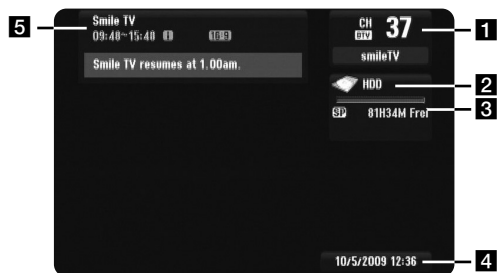 5
Smile TV
09:40~15:40 i 16:9
Smile TV resumes at 1.00am.
CH DTV 37
1
smileTV
HDD
2
SP 81H34M Frei
3
10/5/2009 12:36
4